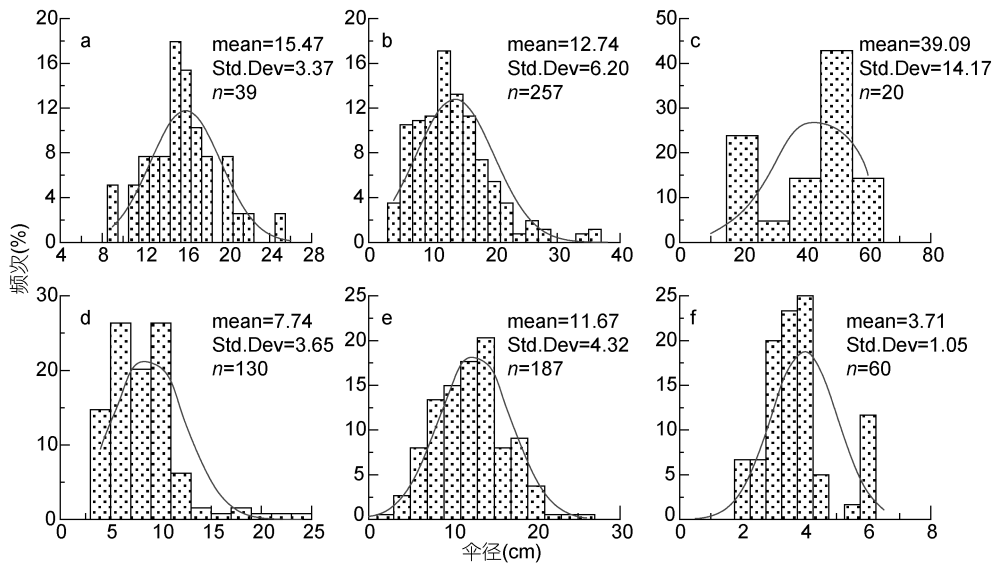 a
mean=15.47
Std.Dev=3.37
n=39
20
16
12
8
4
0
4 8 12 16 20 24 28
b
mean=12.74
Std.Dev=6.20
n=257
20
16
12
8
4
0
0 10 20 30 40
c
mean=39.09
Std.Dev=14.17
n=20
50
40
30
20
10
0
0 20 40 60 80
频次(%)
d
mean=7.74
Std.Dev=3.65
n=130
30
20
10
0
0 5 10 15 20 25
e
mean=11.67
Std.Dev=4.32
n=187
25
20
15
10
5
0
0 10 20 30
f
mean=3.71
Std.Dev=1.05
n=60
25
20
15
10
5
0
0 2 4 6 8
伞径(cm)